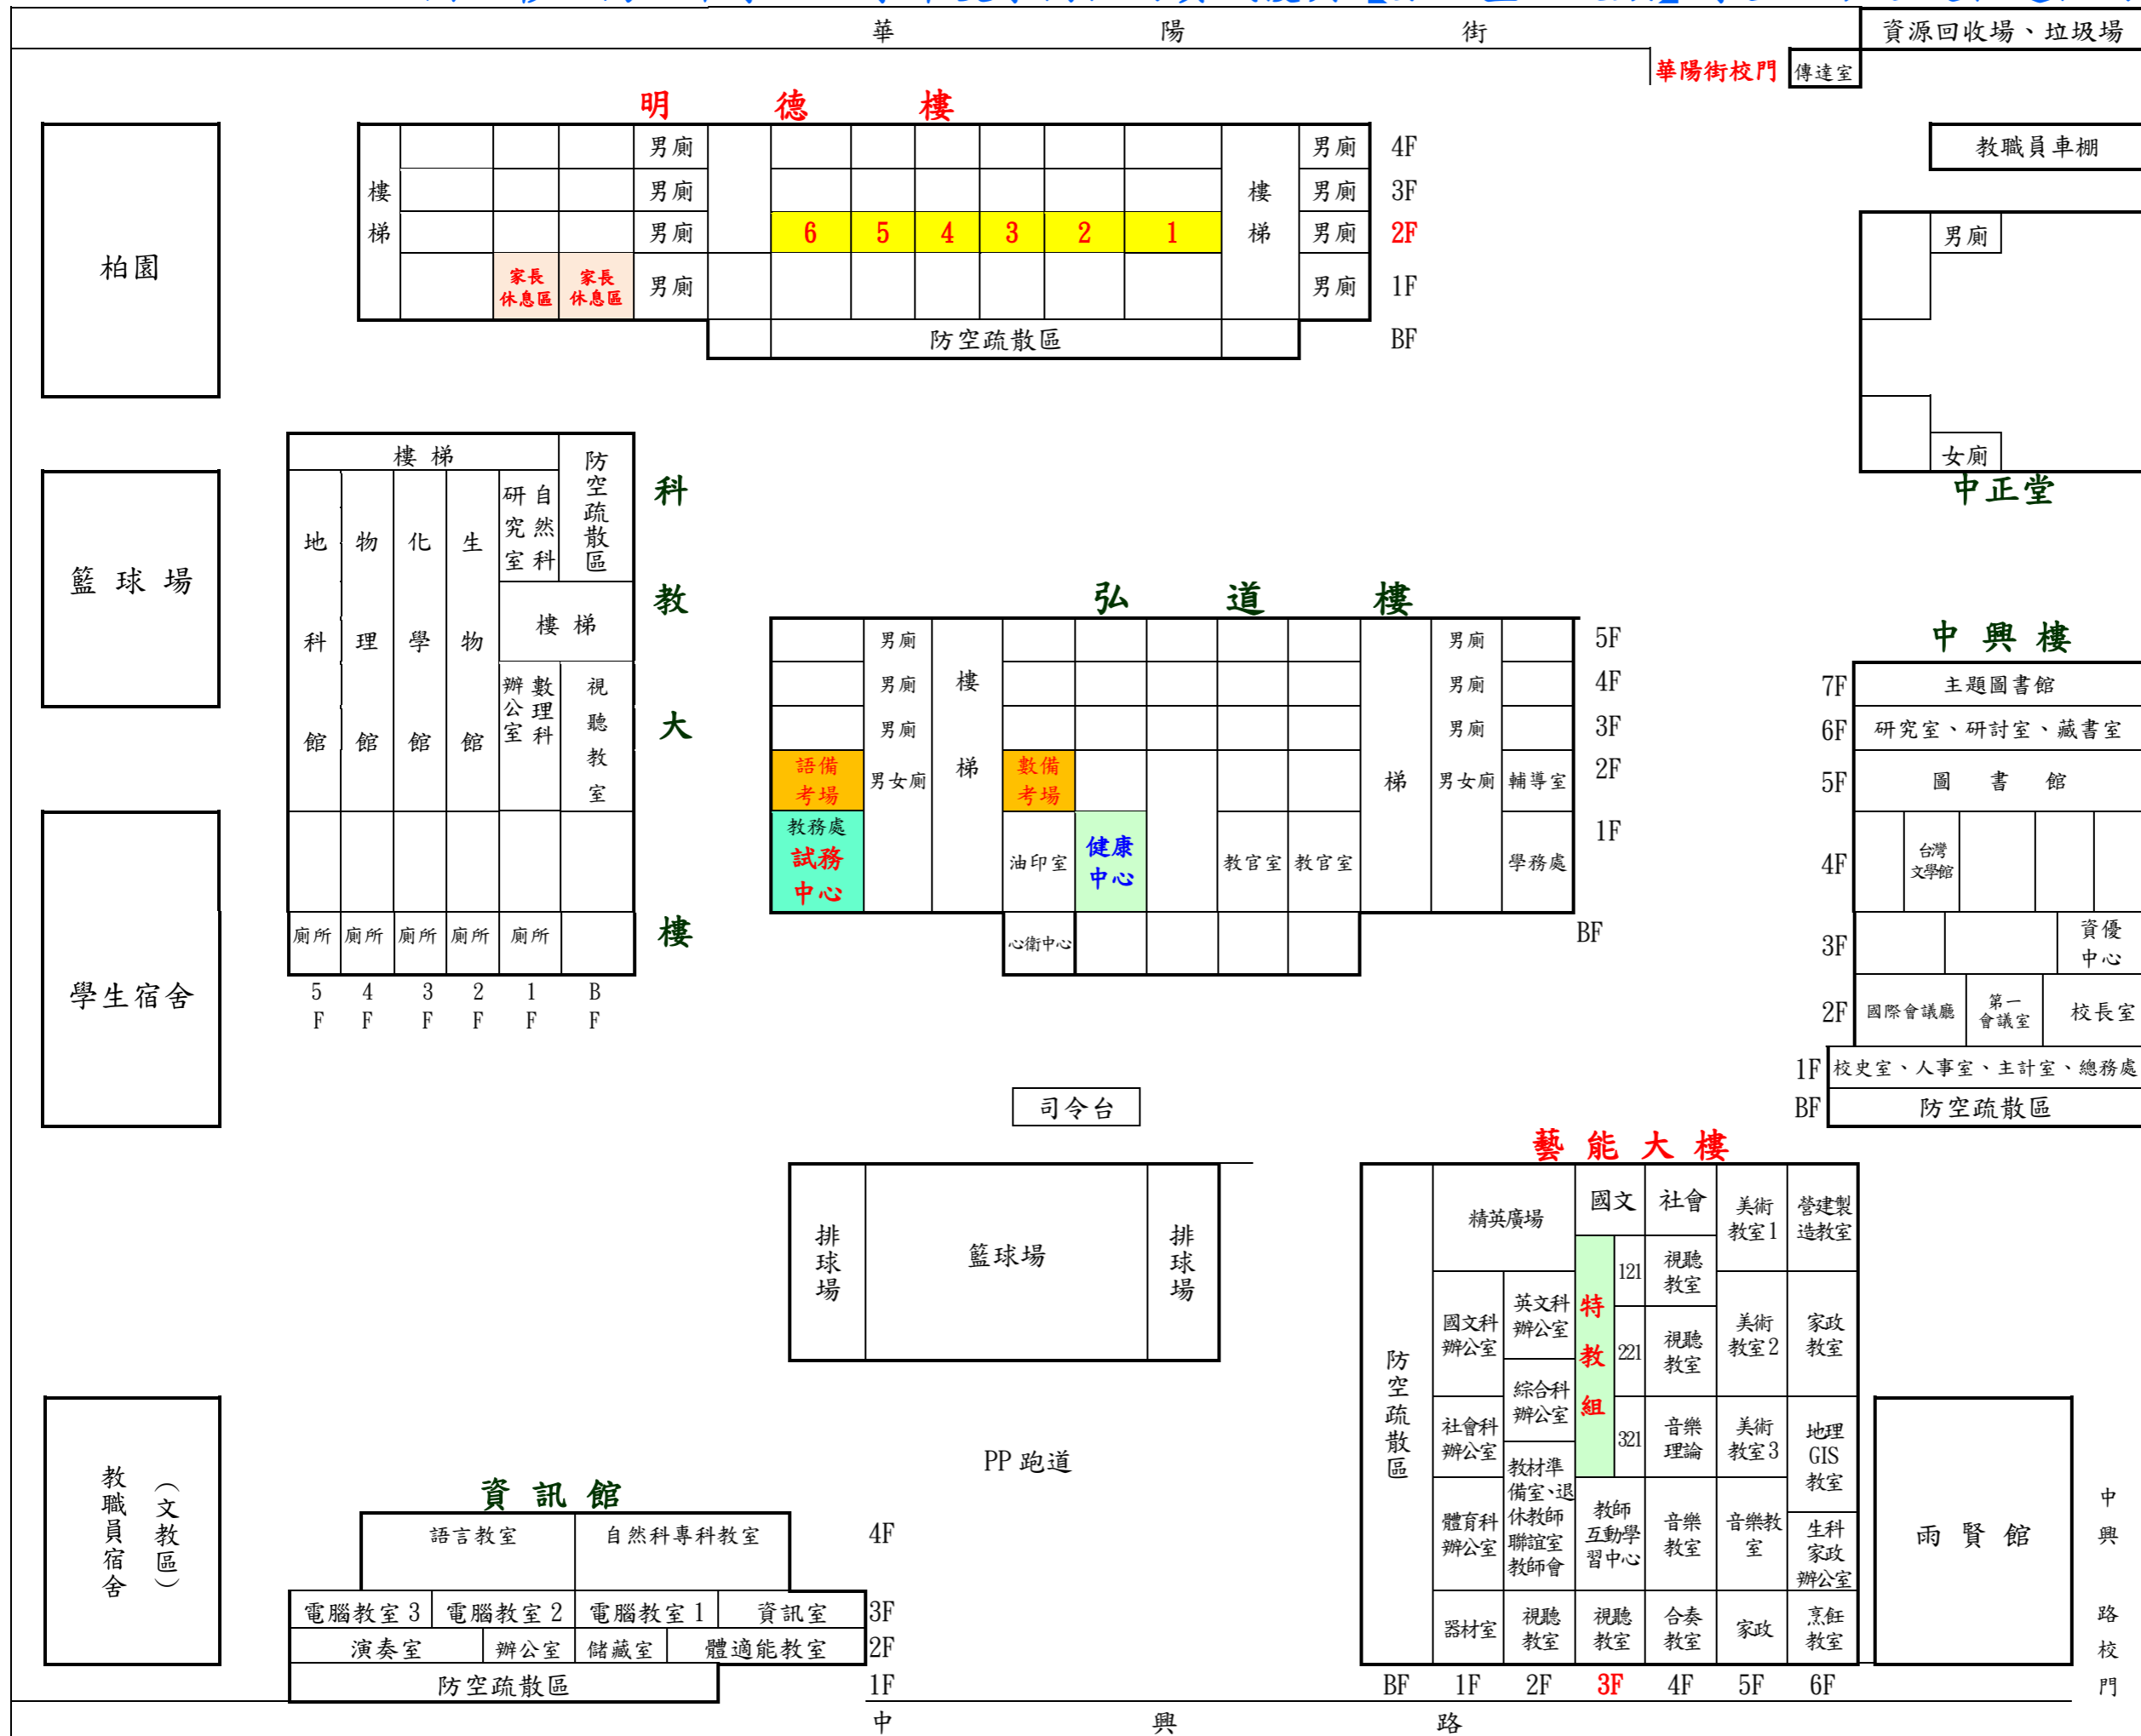 華 陽 街
資源回收場、垃圾場
華陽街校門
傳達室
明 德 樓
教職員車棚
柏園
樓梯
男廁 樓梯 男廁 4F
男廁 男廁 3F
男廁 6 5 4 3 2 1 男廁 2F
家長休息區 家長休息區 男廁 男廁 1F
防空疏散區 BF
男廁
女廁
中正堂
籃球場
學生宿舍
科教大樓
樓梯
防空疏散區
地科館
物理館
化學館
生物館
自然科研究室
樓梯
數理科辦公室
視聽教室
廁所 廁所 廁所 廁所 廁所
5F 4F 3F 2F 1F BF
弘 道 樓
男廁 樓梯 樓梯 男廁 5F
男廁 男廁 4F
男廁 男廁 3F
語備考場 男女廁 數備考場 男女廁 輔導室 2F
教務處
試務中心
油印室 健康中心 教官室 教官室 學務處 1F
心衛中心 BF
中興樓
7F 主題圖書館
6F 研究室、研討室、藏書室
5F 圖書館
4F 台灣文學館
3F 資優中心
2F 國際會議廳 第一會議室 校長室
1F 校史室、人事室、主計室、總務處
BF 防空疏散區
司令台
排球場 籃球場 排球場
PP 跑道
藝能大樓
防空疏散區
精英廣場
國文 社會
美術教室1
營建製造教室
特教組
121
視聽教室
國文科辦公室
英文科辦公室
221
視聽教室
美術教室2
家政教室
綜合科辦公室
社會科辦公室
321
音樂理論
美術教室3
地理GIS教室
教材準備室、退休教師聯誼室教師會
體育科辦公室
教師互動學習中心
音樂教室
音樂教室
生科家政辦公室
器材室
視聽教室
視聽教室
合奏教室
家政
烹飪教室
BF 1F 2F 3F 4F 5F 6F
雨賢館
中興路校門
教職員宿舍
（文教區）
資訊館
語言教室 自然科專科教室 4F
電腦教室3 電腦教室2 電腦教室1 資訊室 3F
演奏室 辦公室 儲藏室 體適能教室 2F
防空疏散區 1F
中 興 路